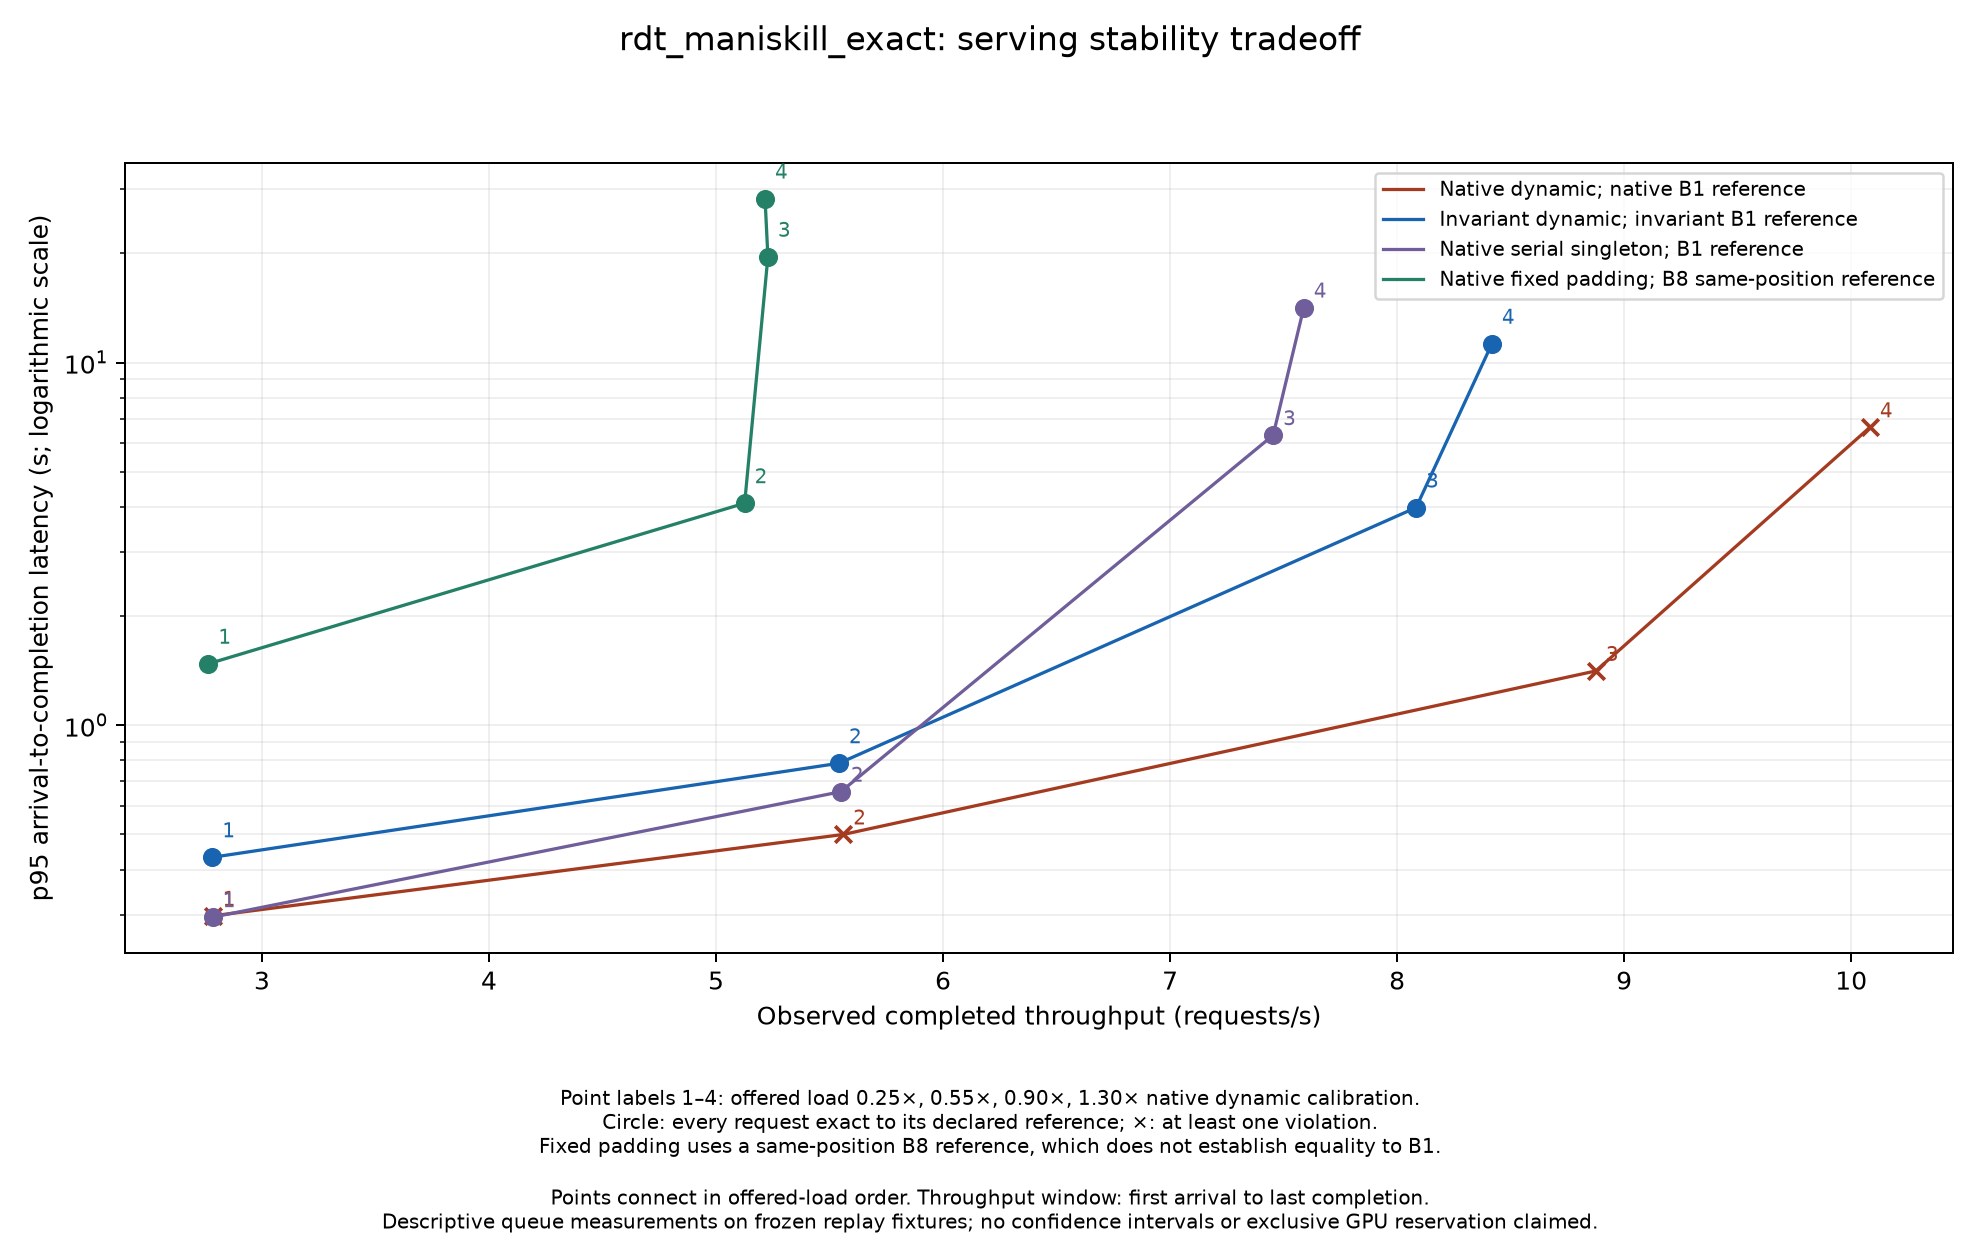 rdt_maniskill_exact: serving stability tradeoff
Native dynamic; native B1 reference
Invariant dynamic; invariant B1 reference
Native serial singleton; B1 reference
Native fixed padding; B8 same-position reference
p95 arrival-to-completion latency (s; logarithmic scale)
10¹
10⁰
4
3
2
1
4
3
2
1
4
3
2
1
4
3
2
1
3
4
5
6
7
8
9
10
Observed completed throughput (requests/s)
Point labels 1–4: offered load 0.25×, 0.55×, 0.90×, 1.30× native dynamic calibration.
Circle: every request exact to its declared reference; ×: at least one violation.
Fixed padding uses a same-position B8 reference, which does not establish equality to B1.
Points connect in offered-load order. Throughput window: first arrival to last completion.
Descriptive queue measurements on frozen replay fixtures; no confidence intervals or exclusive GPU reservation claimed.